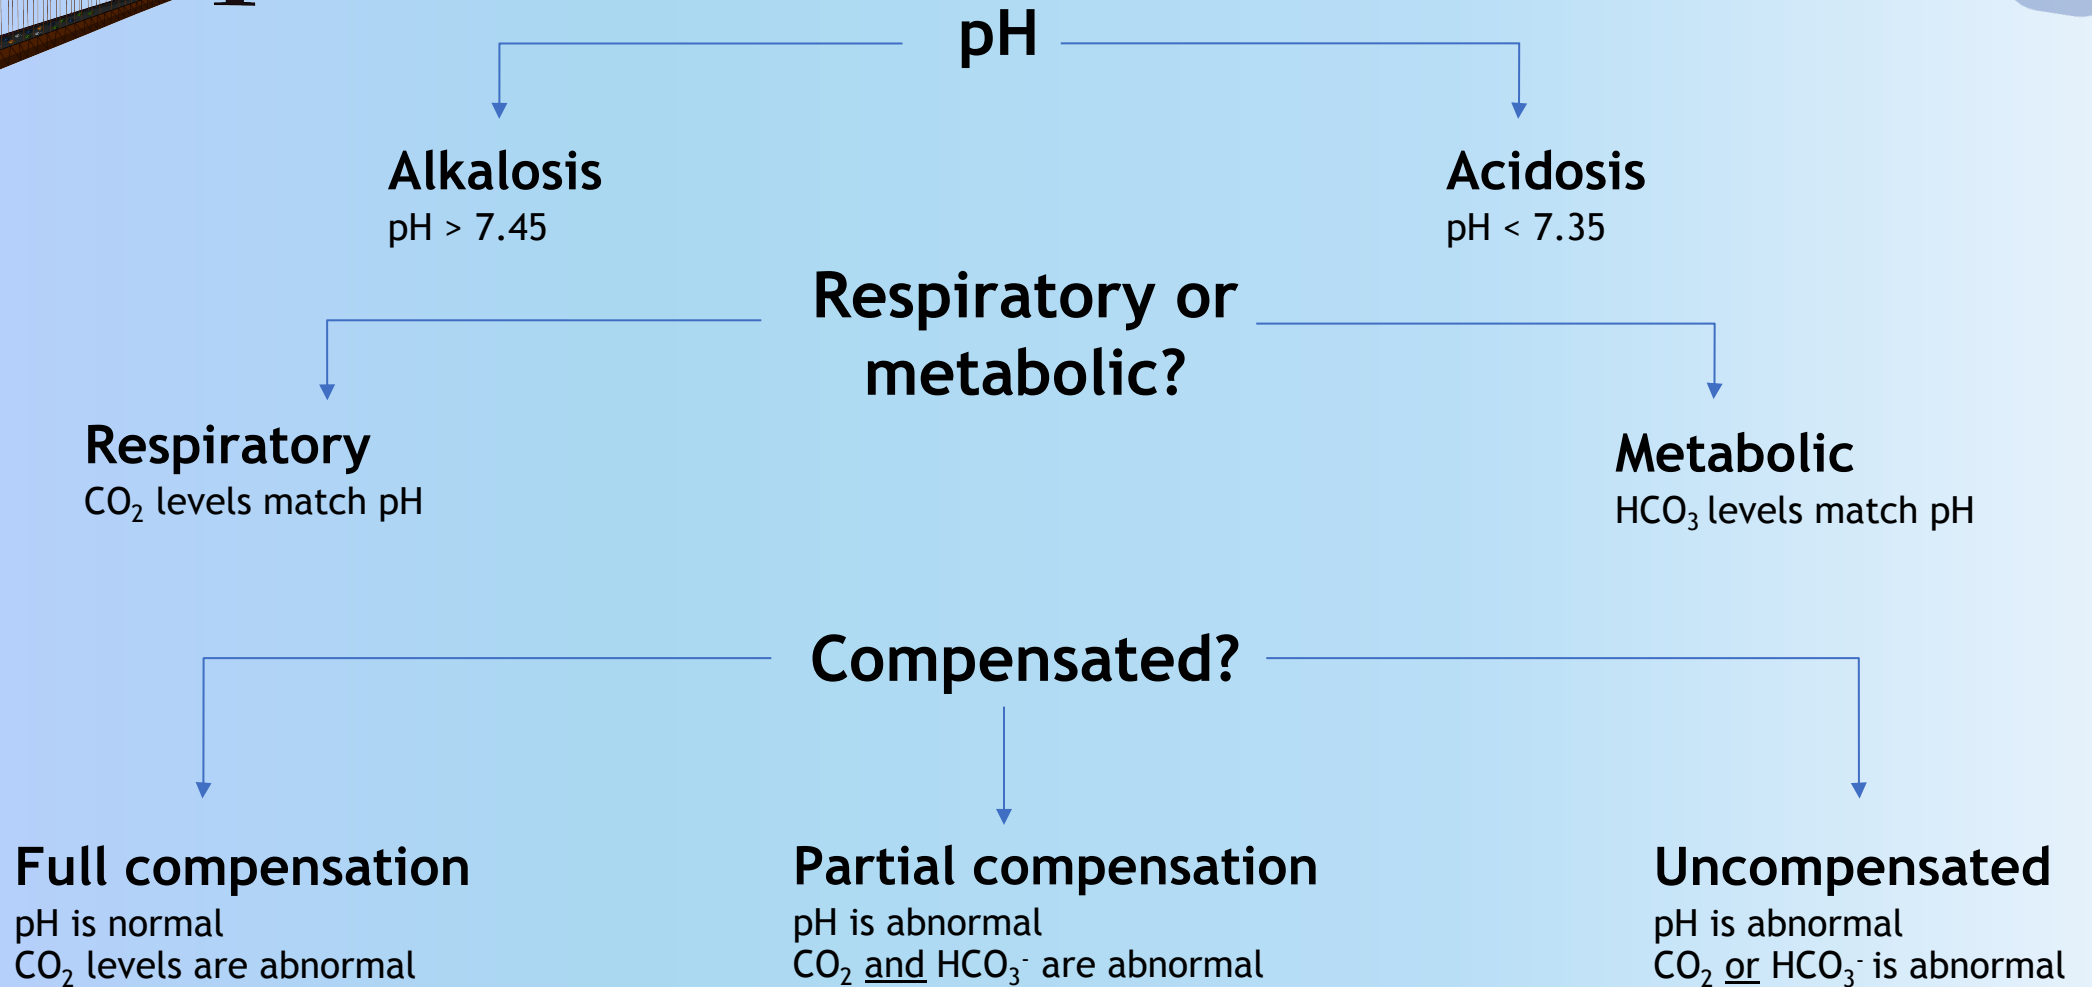 pH
Alkalosis
pH > 7.45
Acidosis
pH < 7.35
Respiratory or
metabolic?
Respiratory
CO₂ levels match pH
Metabolic
HCO₃ levels match pH
Compensated?
Full compensation
pH is normal
CO₂ levels are abnormal
Partial compensation
pH is abnormal
CO₂ and HCO₃⁻ are abnormal
Uncompensated
pH is abnormal
CO₂ or HCO₃⁻ is abnormal